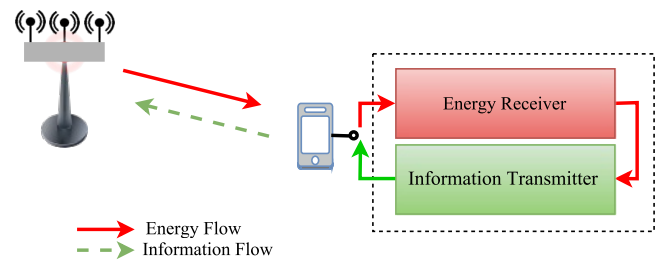 Energy Receiver
Information Transmitter
Energy Flow
Information Flow